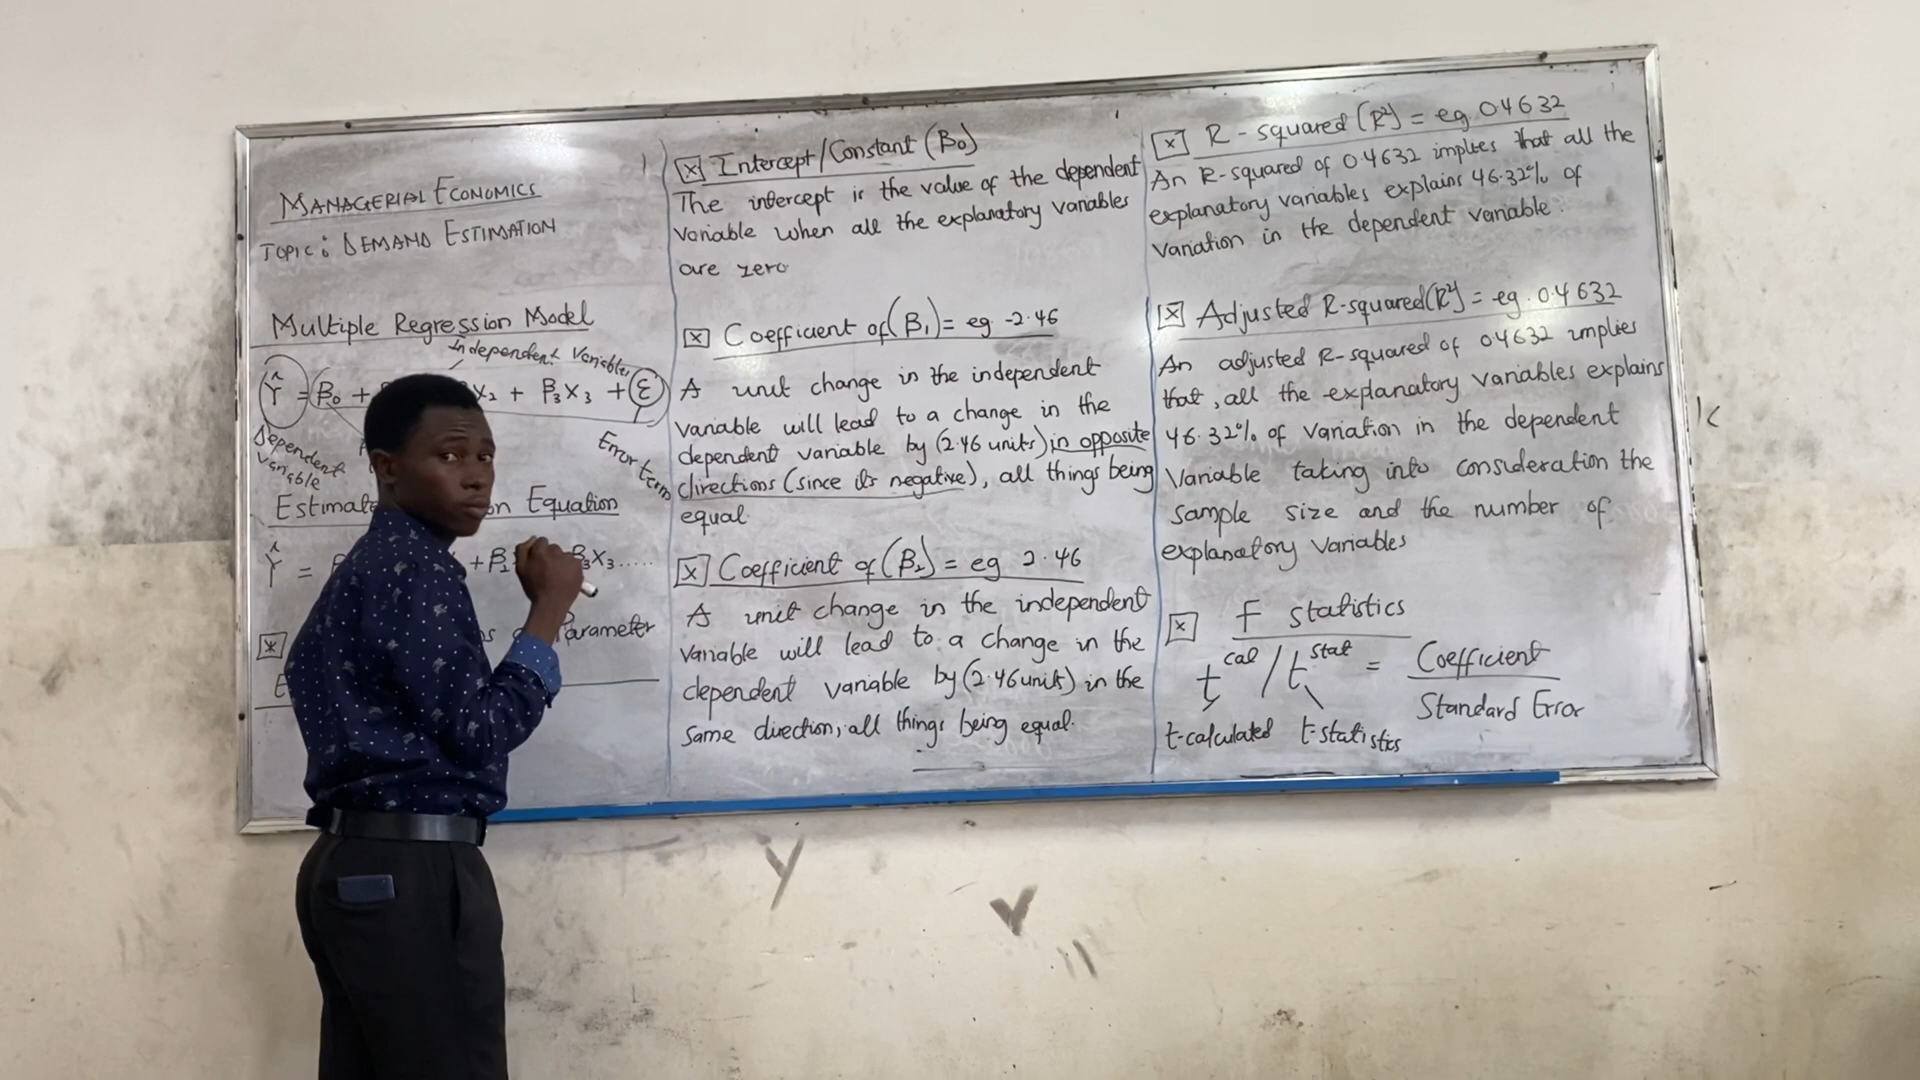 MANAGERIAL ECONOMICS
TOPIC: DEMAND ESTIMATION
Multiple Regression Model
Independent Variables
Ŷ = β₀ + X₂ + β₃X₃ + ε
Dependent Variable
Error term
Equation
Ŷ = X₃.....
Parameter
☒ Intercept/Constant (β₀)
The intercept is the value of the dependent
variable when all the explanatory variables
are zero
☒ Coefficient of (β₁) = eg -2.46
A unit change in the independent
variable will lead to a change in the
dependent variable by (2.46 units) in opposite
directions (since its negative), all things being
equal.
☒ Coefficient of (β₂) = eg 2.46
A unit change in the independent
variable will lead to a change in the
dependent variable by (2.46 units) in the
same direction, all things being equal.
☒ R-squared (R²) = eg 0.4632
An R-squared of 0.4632 implies that all the
explanatory variables explains 46.32% of
variation in the dependent variable.
☒ Adjusted R-squared (R²) = eg. 0.4632
An adjusted R-squared of 0.4632 implies
that, all the explanatory variables explains
46.32% of variation in the dependent
Variable taking into consideration the
sample size and the number of
explanatory variables
☒ F statistics
t cal / t stat = Coefficient / Standard Error
t-calculated t-statistics